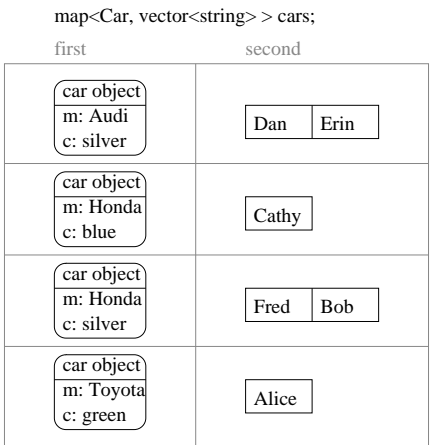 map<Car, vector<string> > cars;
first second
car object
m: Audi
c: silver
Dan Erin
car object
m: Honda
c: blue
Cathy
car object
m: Honda
c: silver
Fred Bob
car object
m: Toyota
c: green
Alice